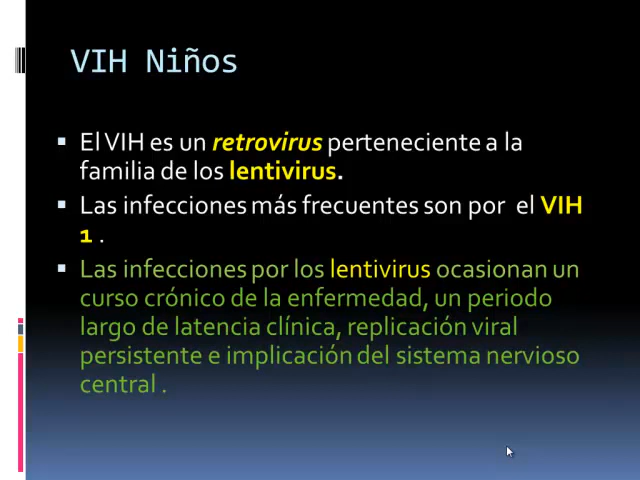 VIH Niños
▪ El VIH es un retrovirus perteneciente a la
familia de los lentivirus.
▪ Las infecciones más frecuentes son por el VIH
1 .
▪ Las infecciones por los lentivirus ocasionan un
curso crónico de la enfermedad, un periodo
largo de latencia clínica, replicación viral
persistente e implicación del sistema nervioso
central .